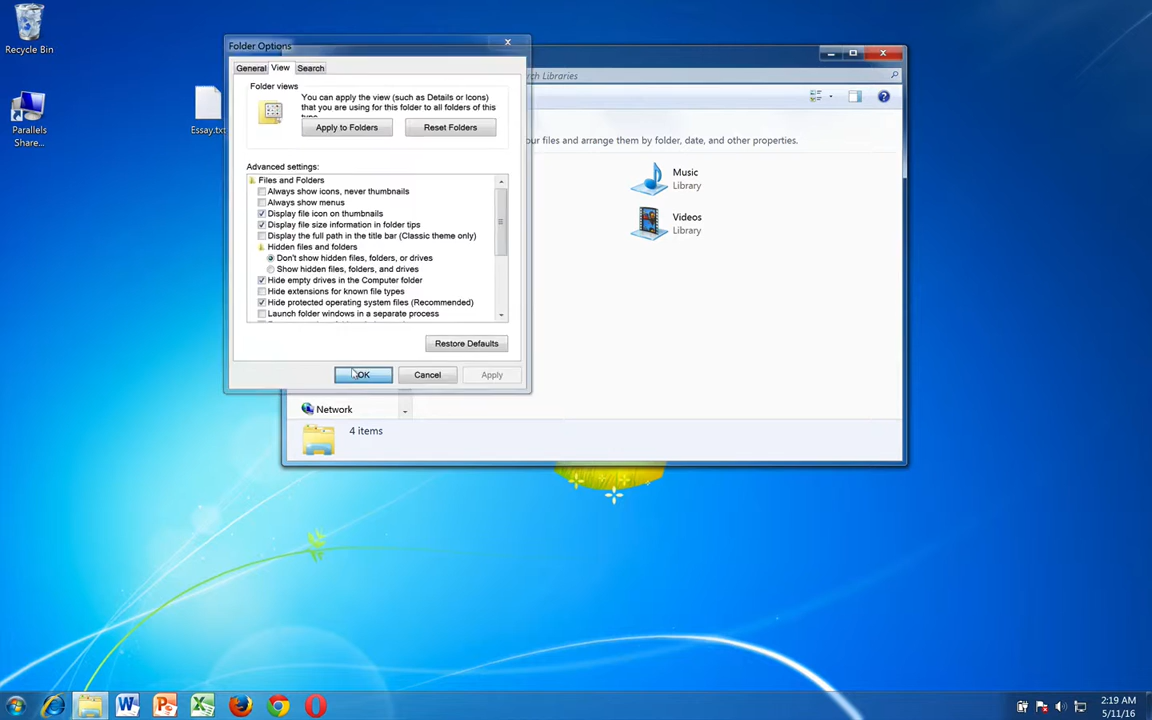 Recycle Bin
Parallels
Share...
Essay.txt
Folder Options
General View Search
Folder views
You can apply the view (such as Details or Icons)
that you are using for this folder to all folders of this
Apply to Folders Reset Folders
Advanced settings:
Files and Folders
Always show icons, never thumbnails
Always show menus
Display file icon on thumbnails
Display file size information in folder tips
Display the full path in the title bar (Classic theme only)
Hidden files and folders
Don't show hidden files, folders, or drives
Show hidden files, folders, and drives
Hide empty drives in the Computer folder
Hide extensions for known file types
Hide protected operating system files (Recommended)
Launch folder windows in a separate process
Restore Defaults
OK Cancel Apply
ch Libraries
our files and arrange them by folder, date, and other properties.
Music
Library
Videos
Library
Network
4 items
2:19 AM
5/11/16